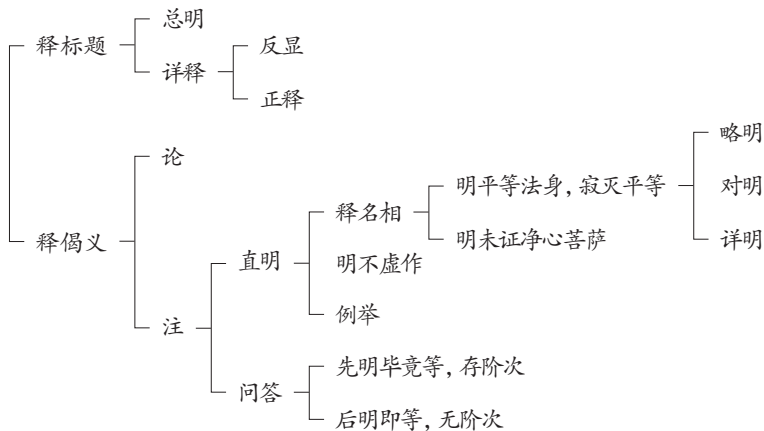 释标题
总明
详释
反显
正释
释偈义
论
注
直明
释名相
明平等法身，寂灭平等
略明
对明
详明
明未证净心菩萨
明不虚作
例举
问答
先明毕竟等，存阶次
后明即等，无阶次